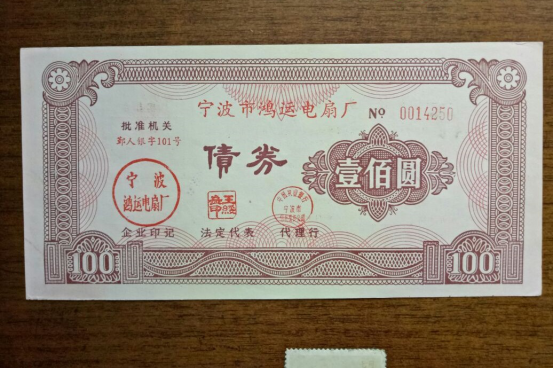 宁波市鸿运电扇厂
№ 0014250
批准机关
鄞人银字101号
债券
壹佰圆
宁波
鸿运电扇厂
企业印记
法定代表
代理行
100
100